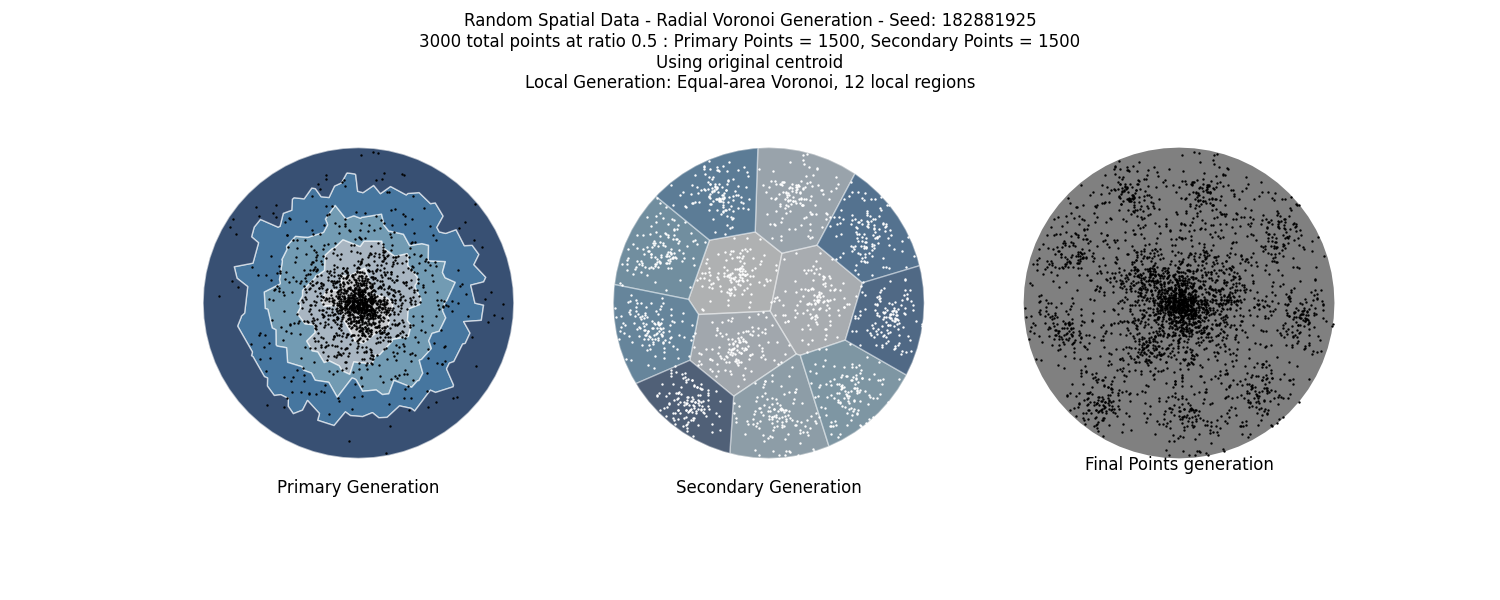 Random Spatial Data - Radial Voronoi Generation - Seed: 182881925
3000 total points at ratio 0.5 : Primary Points = 1500, Secondary Points = 1500
Using original centroid
Local Generation: Equal-area Voronoi, 12 local regions
Final Points generation
Primary Generation
Secondary Generation